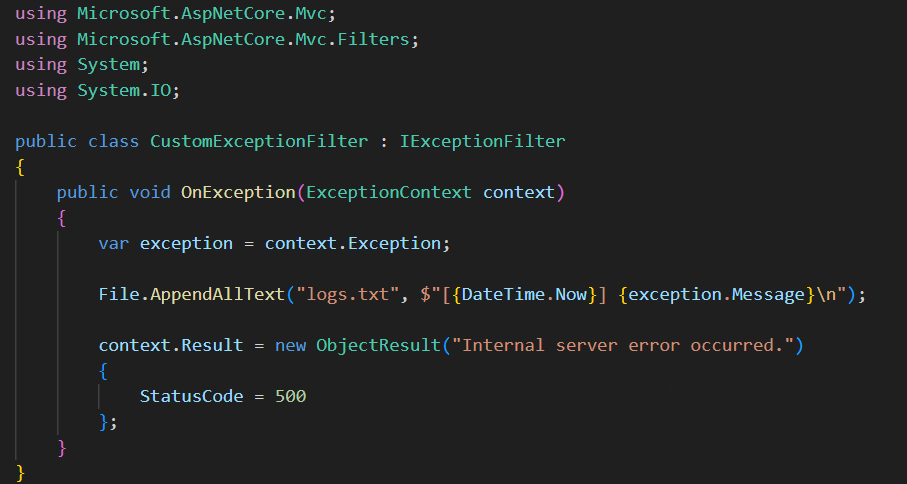 using Microsoft.AspNetCore.Mvc;
using Microsoft.AspNetCore.Mvc.Filters;
using System;
using System.IO;

public class CustomExceptionFilter : IExceptionFilter
{
    public void OnException(ExceptionContext context)
    {
        var exception = context.Exception;

        File.AppendAllText("logs.txt", $"[{DateTime.Now}] {exception.Message}\n");

        context.Result = new ObjectResult("Internal server error occurred.")
        {
            StatusCode = 500
        };
    }
}